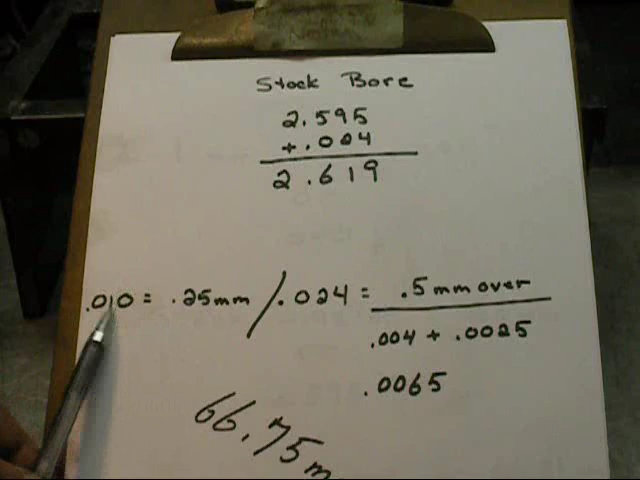 Stock Bore
2.595
+.024
2.619
.010 = .25mm / .024 = .5mm over
.004 + .0025
.0065
66.75m